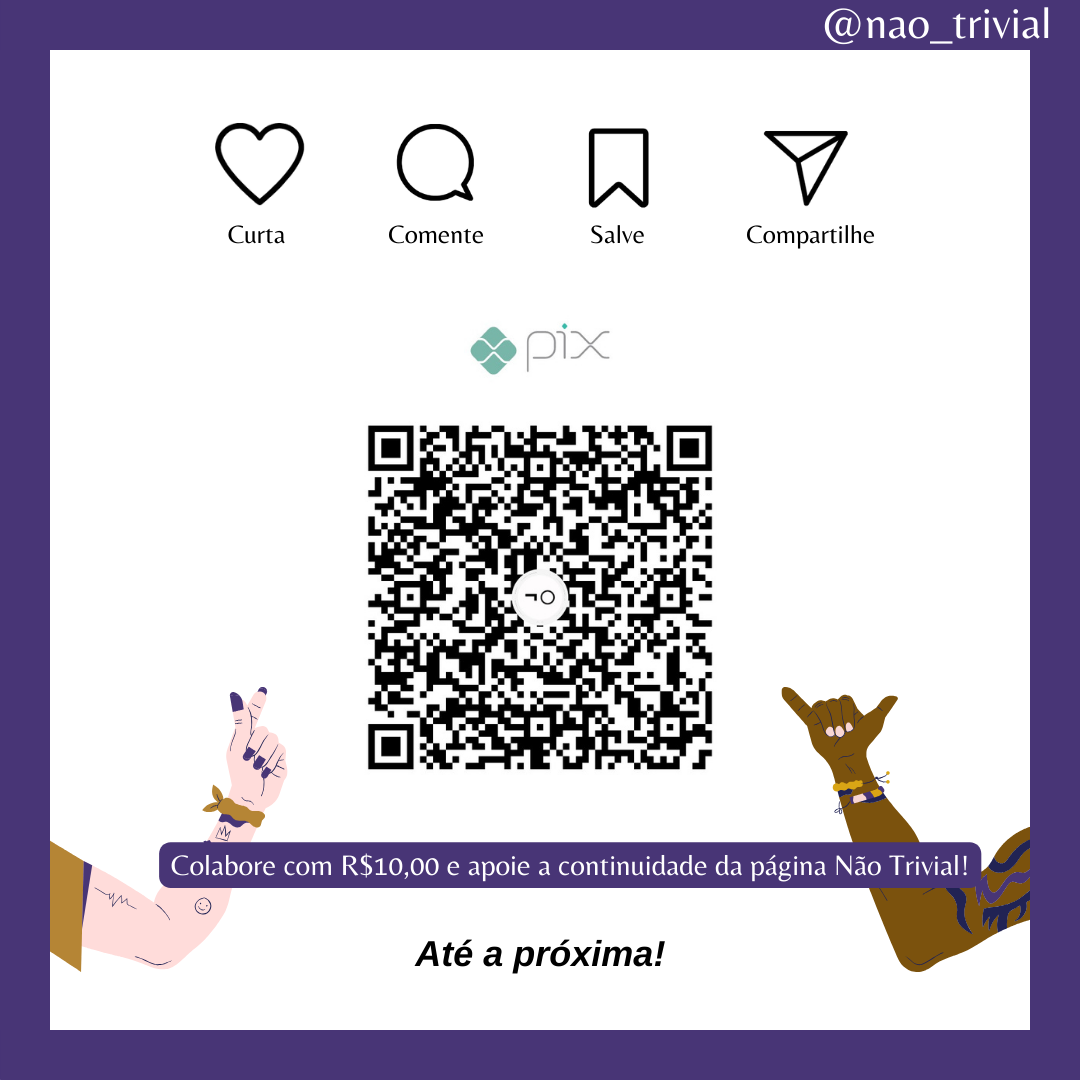 @nao_trivial
Curta Comente Salve Compartilhe
pix
Colabore com R$10,00 e apoie a continuidade da página Não Trivial!
Até a próxima!